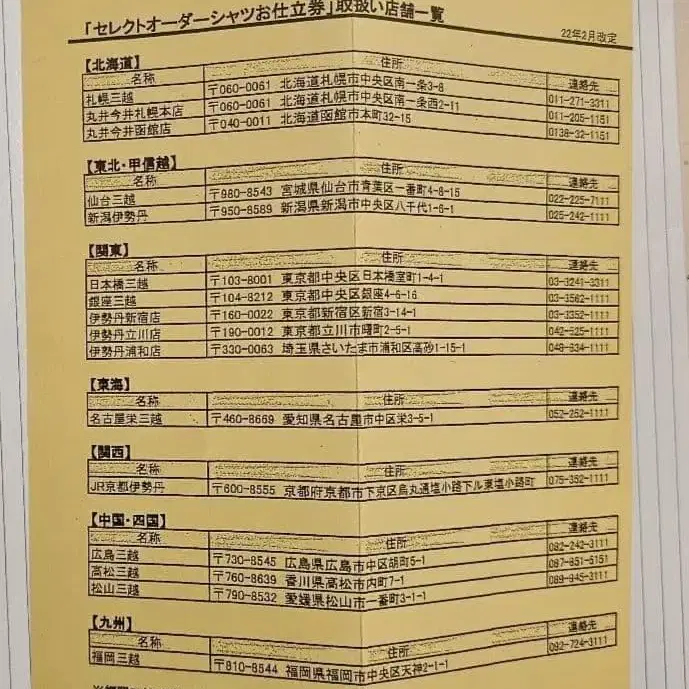 「セレクトオーダーシャツお仕立券」取扱い店舗一覧
22年2月改定
【北海道】
名称 住所 連絡先
札幌三越 〒060-0061 北海道札幌市中央区南一条3-8 011-271-3311
丸井今井札幌本店 〒060-0061 北海道札幌市中央区南一条西2-11 011-205-1151
丸井今井函館店 〒040-0011 北海道函館市本町32-15 0138-32-1151
【東北・甲信越】
名称 住所 連絡先
仙台三越 〒980-8543 宮城県仙台市青葉区一番町4-8-15 022-225-7111
新潟伊勢丹 〒950-8589 新潟県新潟市中央区八千代1-6-1 025-242-1111
【関東】
名称 住所 連絡先
日本橋三越 〒103-8001 東京都中央区日本橋室町1-4-1 03-3241-3311
銀座三越 〒104-8212 東京都中央区銀座4-6-16 03-3562-1111
伊勢丹新宿店 〒160-0022 東京都新宿区新宿3-14-1 03-3352-1111
伊勢丹立川店 〒190-0012 東京都立川市曙町2-5-1 042-525-1111
伊勢丹浦和店 〒330-0063 埼玉県さいたま市浦和区高砂1-15-1 048-834-1111
【東海】
名称 住所 連絡先
名古屋栄三越 〒460-8669 愛知県名古屋市中区栄3-5-1 052-252-1111
【関西】
名称 住所 連絡先
JR京都伊勢丹 〒600-8555 京都府京都市下京区烏丸通塩小路下ル東塩小路町 075-352-1111
【中国・四国】
名称 住所 連絡先
広島三越 〒730-8545 広島県広島市中区胡町5-1 082-242-3111
高松三越 〒760-8639 香川県高松市内町7-1 087-851-5151
松山三越 〒790-8532 愛媛県松山市一番町3-1-1 089-945-3111
【九州】
名称 住所 連絡先
福岡三越 〒810-8544 福岡県福岡市中央区天神2-1-1 092-724-3111